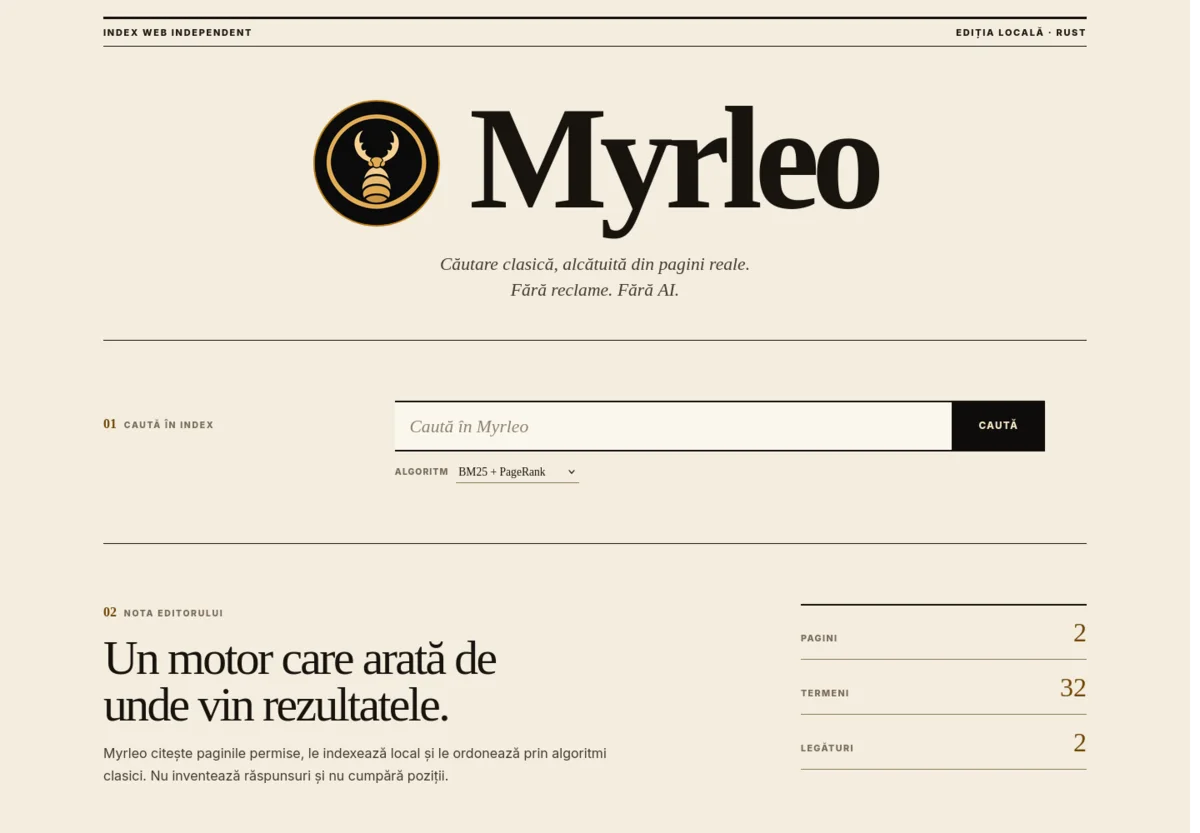 INDEX WEB INDEPENDENT
EDIȚIA LOCALĂ · RUST
Myrleo
Căutare clasică, alcătuită din pagini reale.
Fără reclame. Fără AI.
01 CAUTĂ ÎN INDEX
Caută în Myrleo
CAUTĂ
ALGORITM BM25 + PageRank
02 NOTA EDITORULUI
Un motor care arată de
unde vin rezultatele.
Myrleo citește paginile permise, le indexează local și le ordonează prin algoritmi
clasici. Nu inventează răspunsuri și nu cumpără poziții.
PAGINI 2
TERMENI 32
LEGĂTURI 2